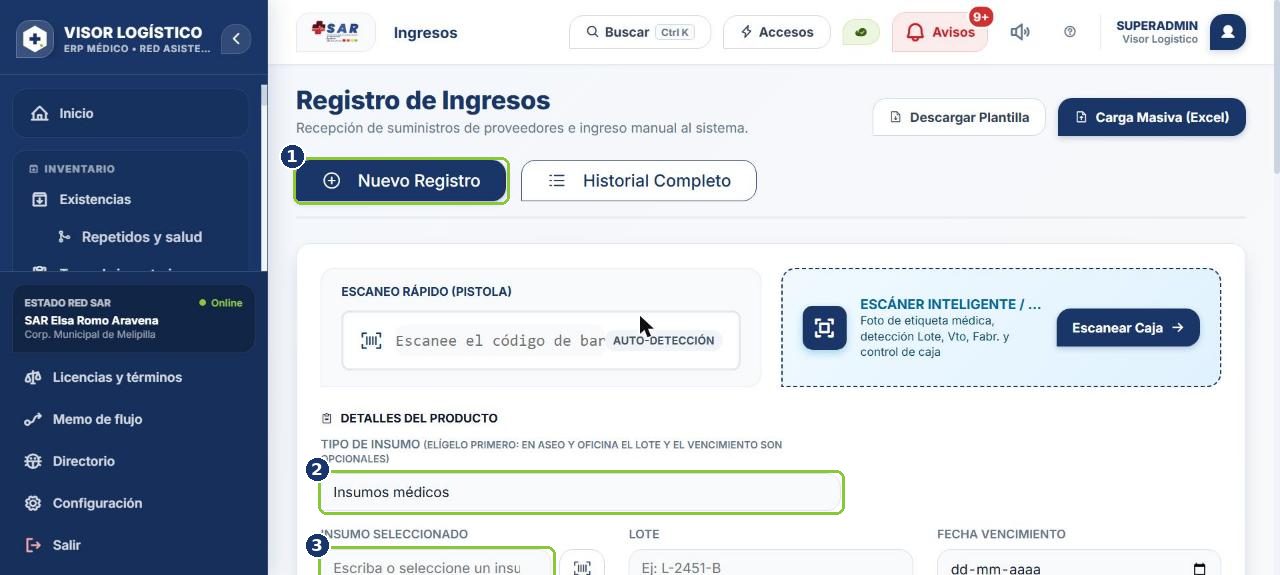 VISOR LOGÍSTICO
ERP MÉDICO • RED ASISTE...
Inicio
INVENTARIO
Existencias
Repetidos y salud
ESTADO RED SAR
Online
SAR Elsa Romo Aravena
Corp. Municipal de Melipilla
Licencias y términos
Memo de flujo
Directorio
Configuración
Salir
SAR
Ingresos
Buscar Ctrl K
Accesos
Avisos
9+
SUPERADMIN
Visor Logístico
Registro de Ingresos
Recepción de suministros de proveedores e ingreso manual al sistema.
Descargar Plantilla
Carga Masiva (Excel)
1
Nuevo Registro
Historial Completo
ESCANEO RÁPIDO (PISTOLA)
Escanee el código de bar
AUTO-DETECCIÓN
ESCÁNER INTELIGENTE / ...
Foto de etiqueta médica,
detección Lote, Vto, Fabr. y
control de caja
Escanear Caja →
DETALLES DEL PRODUCTO
TIPO DE INSUMO (ELÍGELO PRIMERO: EN ASEO Y OFICINA EL LOTE Y EL VENCIMIENTO SON
OPCIONALES)
2
Insumos médicos
INSUMO SELECCIONADO
LOTE
FECHA VENCIMIENTO
3
Escriba o seleccione un insu
Ej: L-2451-B
dd-mm-aaaa